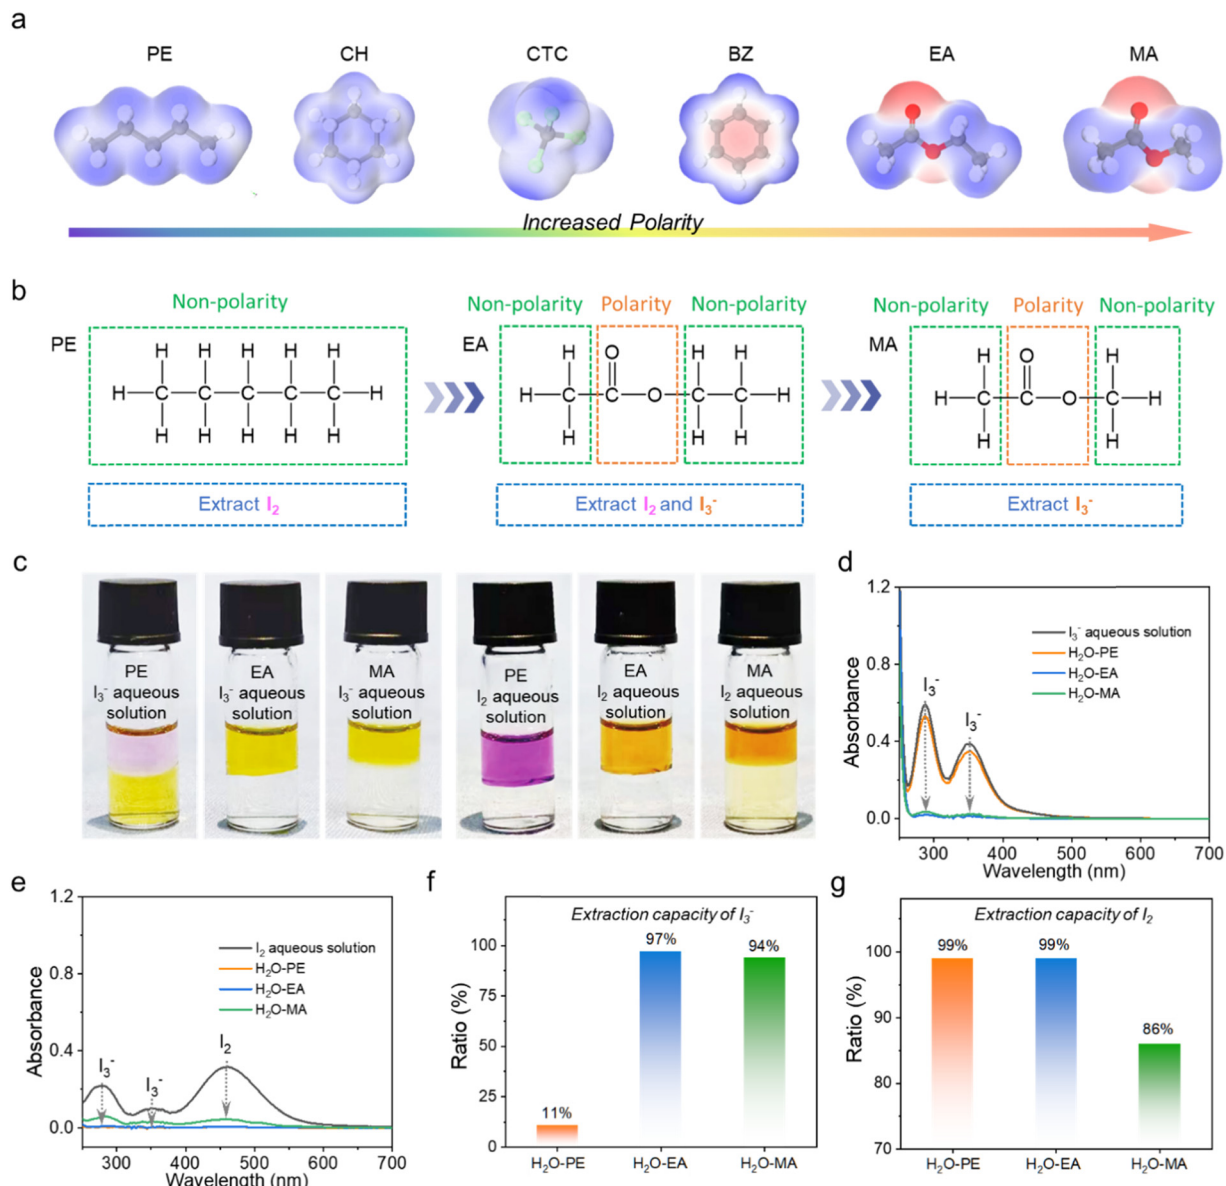 a
PE CH CTC BZ EA MA
Increased Polarity
b
Non-polarity
Non-polarity Polarity Non-polarity
Non-polarity Polarity Non-polarity
PE
H H H H H
H C C C C C H
H H H H H
EA
H O H H
H C C O C C H
H H H
MA
H O H
H C C O C H
H H
Extract I₂
Extract I₂ and I₃⁻
Extract I₃⁻
c
PE
I₃⁻ aqueous
solution
EA
I₃⁻ aqueous
solution
MA
I₃⁻ aqueous
solution
PE
I₂ aqueous
solution
EA
I₂ aqueous
solution
MA
I₂ aqueous
solution
d
1.2
0.8
0.4
0.0
Absorbance
I₃⁻ aqueous solution
H₂O-PE
H₂O-EA
H₂O-MA
I₃⁻
I₃⁻
300 400 500 600 700
Wavelength (nm)
e
1.2
0.8
0.4
0.0
Absorbance
I₂ aqueous solution
H₂O-PE
H₂O-EA
H₂O-MA
I₃⁻
I₃⁻
I₂
300 400 500 600 700
Wavelength (nm)
f
Extraction capacity of I₃⁻
100
75
50
25
0
Ratio (%)
11%
97%
94%
H₂O-PE H₂O-EA H₂O-MA
g
Extraction capacity of I₂
100
90
80
70
Ratio (%)
99%
99%
86%
H₂O-PE H₂O-EA H₂O-MA